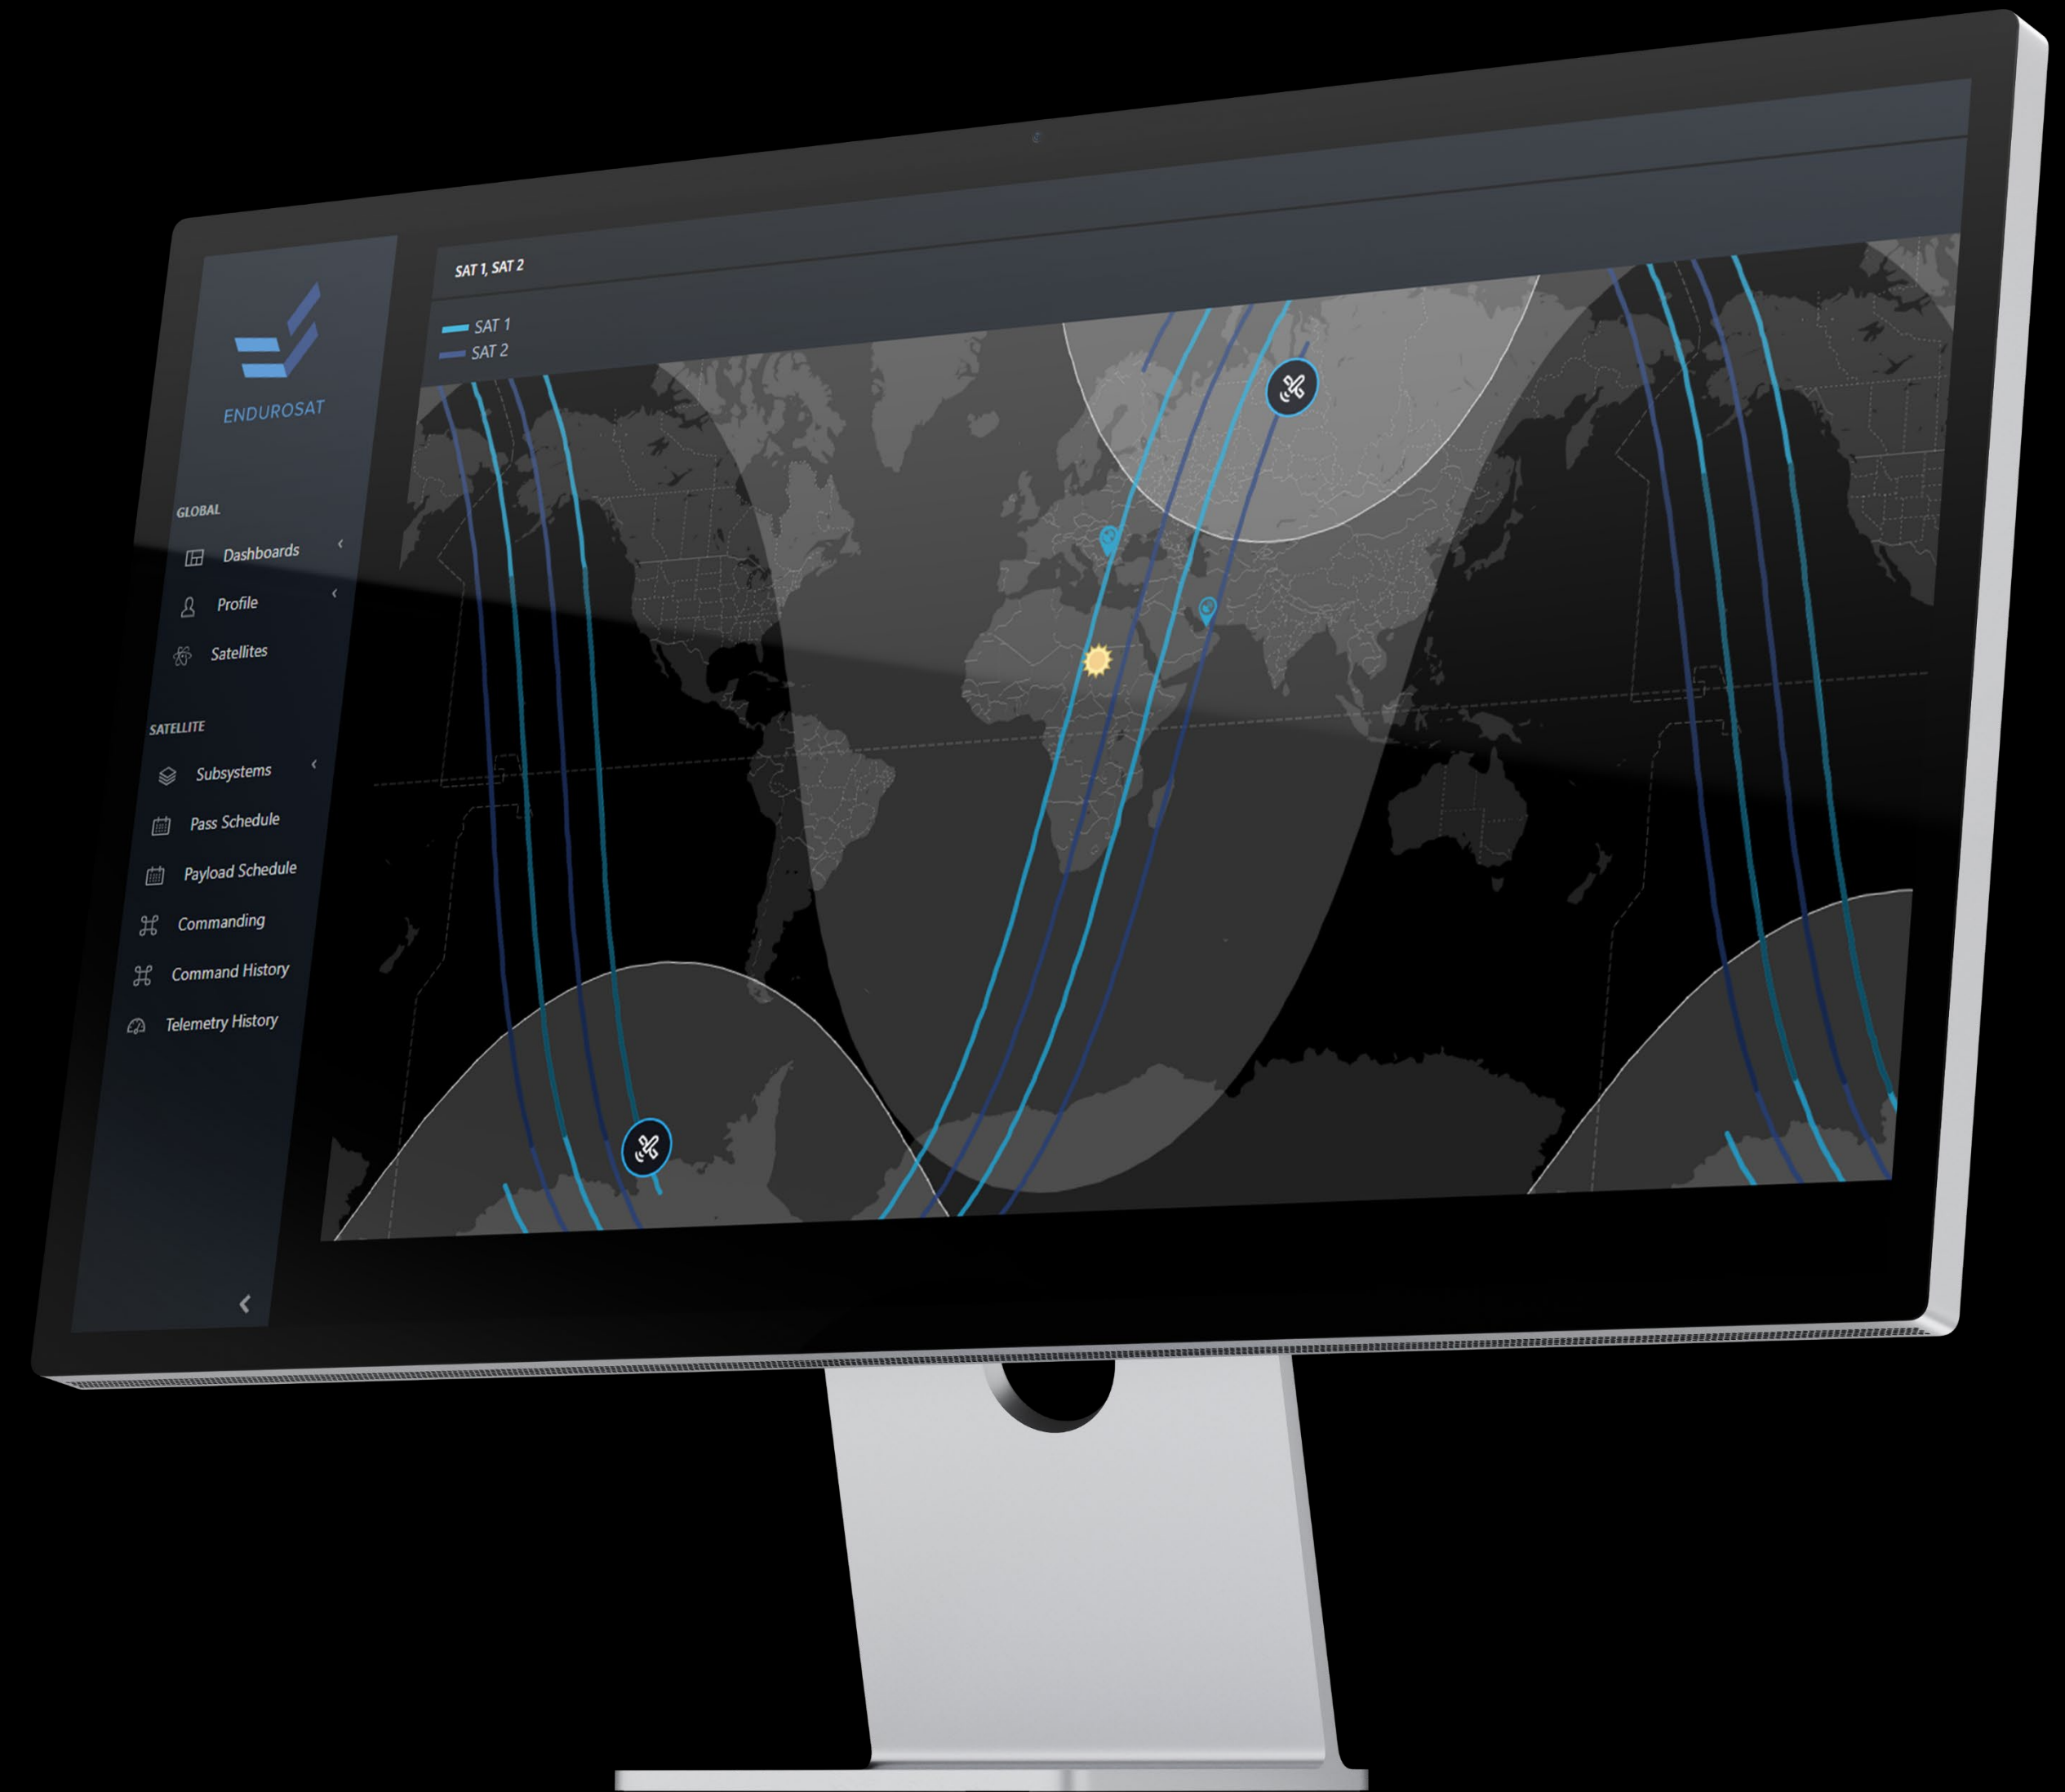 ENDUROSAT
GLOBAL
Dashboards
Profile
Satellites
SATELLITE
Subsystems
Pass Schedule
Payload Schedule
Commanding
Command History
Telemetry History
SAT 1, SAT 2
SAT 1
SAT 2